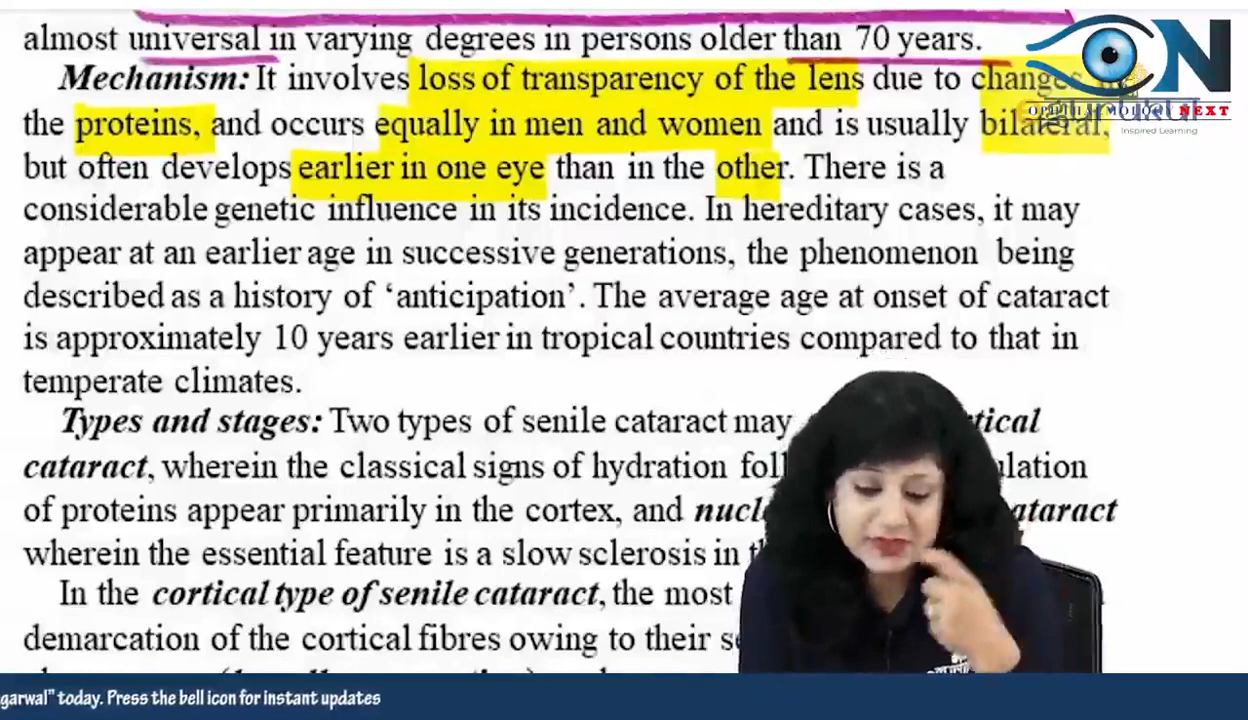 almost universal in varying degrees in persons older than 70 years.
Mechanism: It involves loss of transparency of the lens due to changes
the proteins, and occurs equally in men and women and is usually bilateral,
but often develops earlier in one eye than in the other. There is a
considerable genetic influence in its incidence. In hereditary cases, it may
appear at an earlier age in successive generations, the phenomenon being
described as a history of ‘anticipation’. The average age at onset of cataract
is approximately 10 years earlier in tropical countries compared to that in
temperate climates.
Types and stages: Two types of senile cataract may
cataract, wherein the classical signs of hydration
of proteins appear primarily in the cortex, and
wherein the essential feature is a slow sclerosis in
In the cortical type of senile cataract, the most
demarcation of the cortical fibres owing to their
ON
NEXT
Inspired Learning
garwal" today. Press the bell icon for instant updates